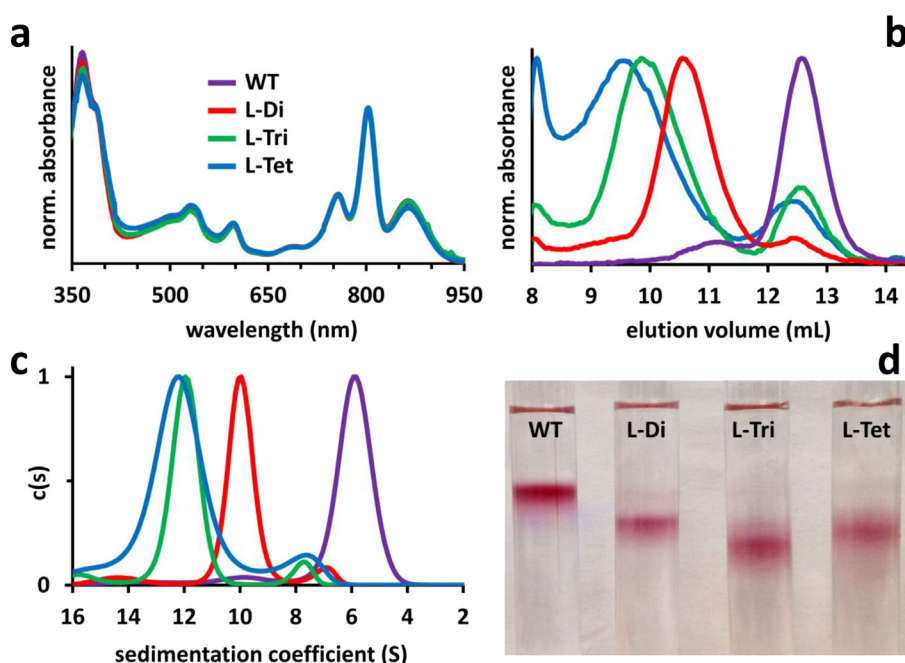 a
norm. absorbance
WT
L-Di
L-Tri
L-Tet
350 500 650 800 950
wavelength (nm)
b
norm. absorbance
8 9 10 11 12 13 14
elution volume (mL)
c
c(s)
1
0
16 14 12 10 8 6 4 2
sedimentation coefficient (S)
d
WT L-Di L-Tri L-Tet